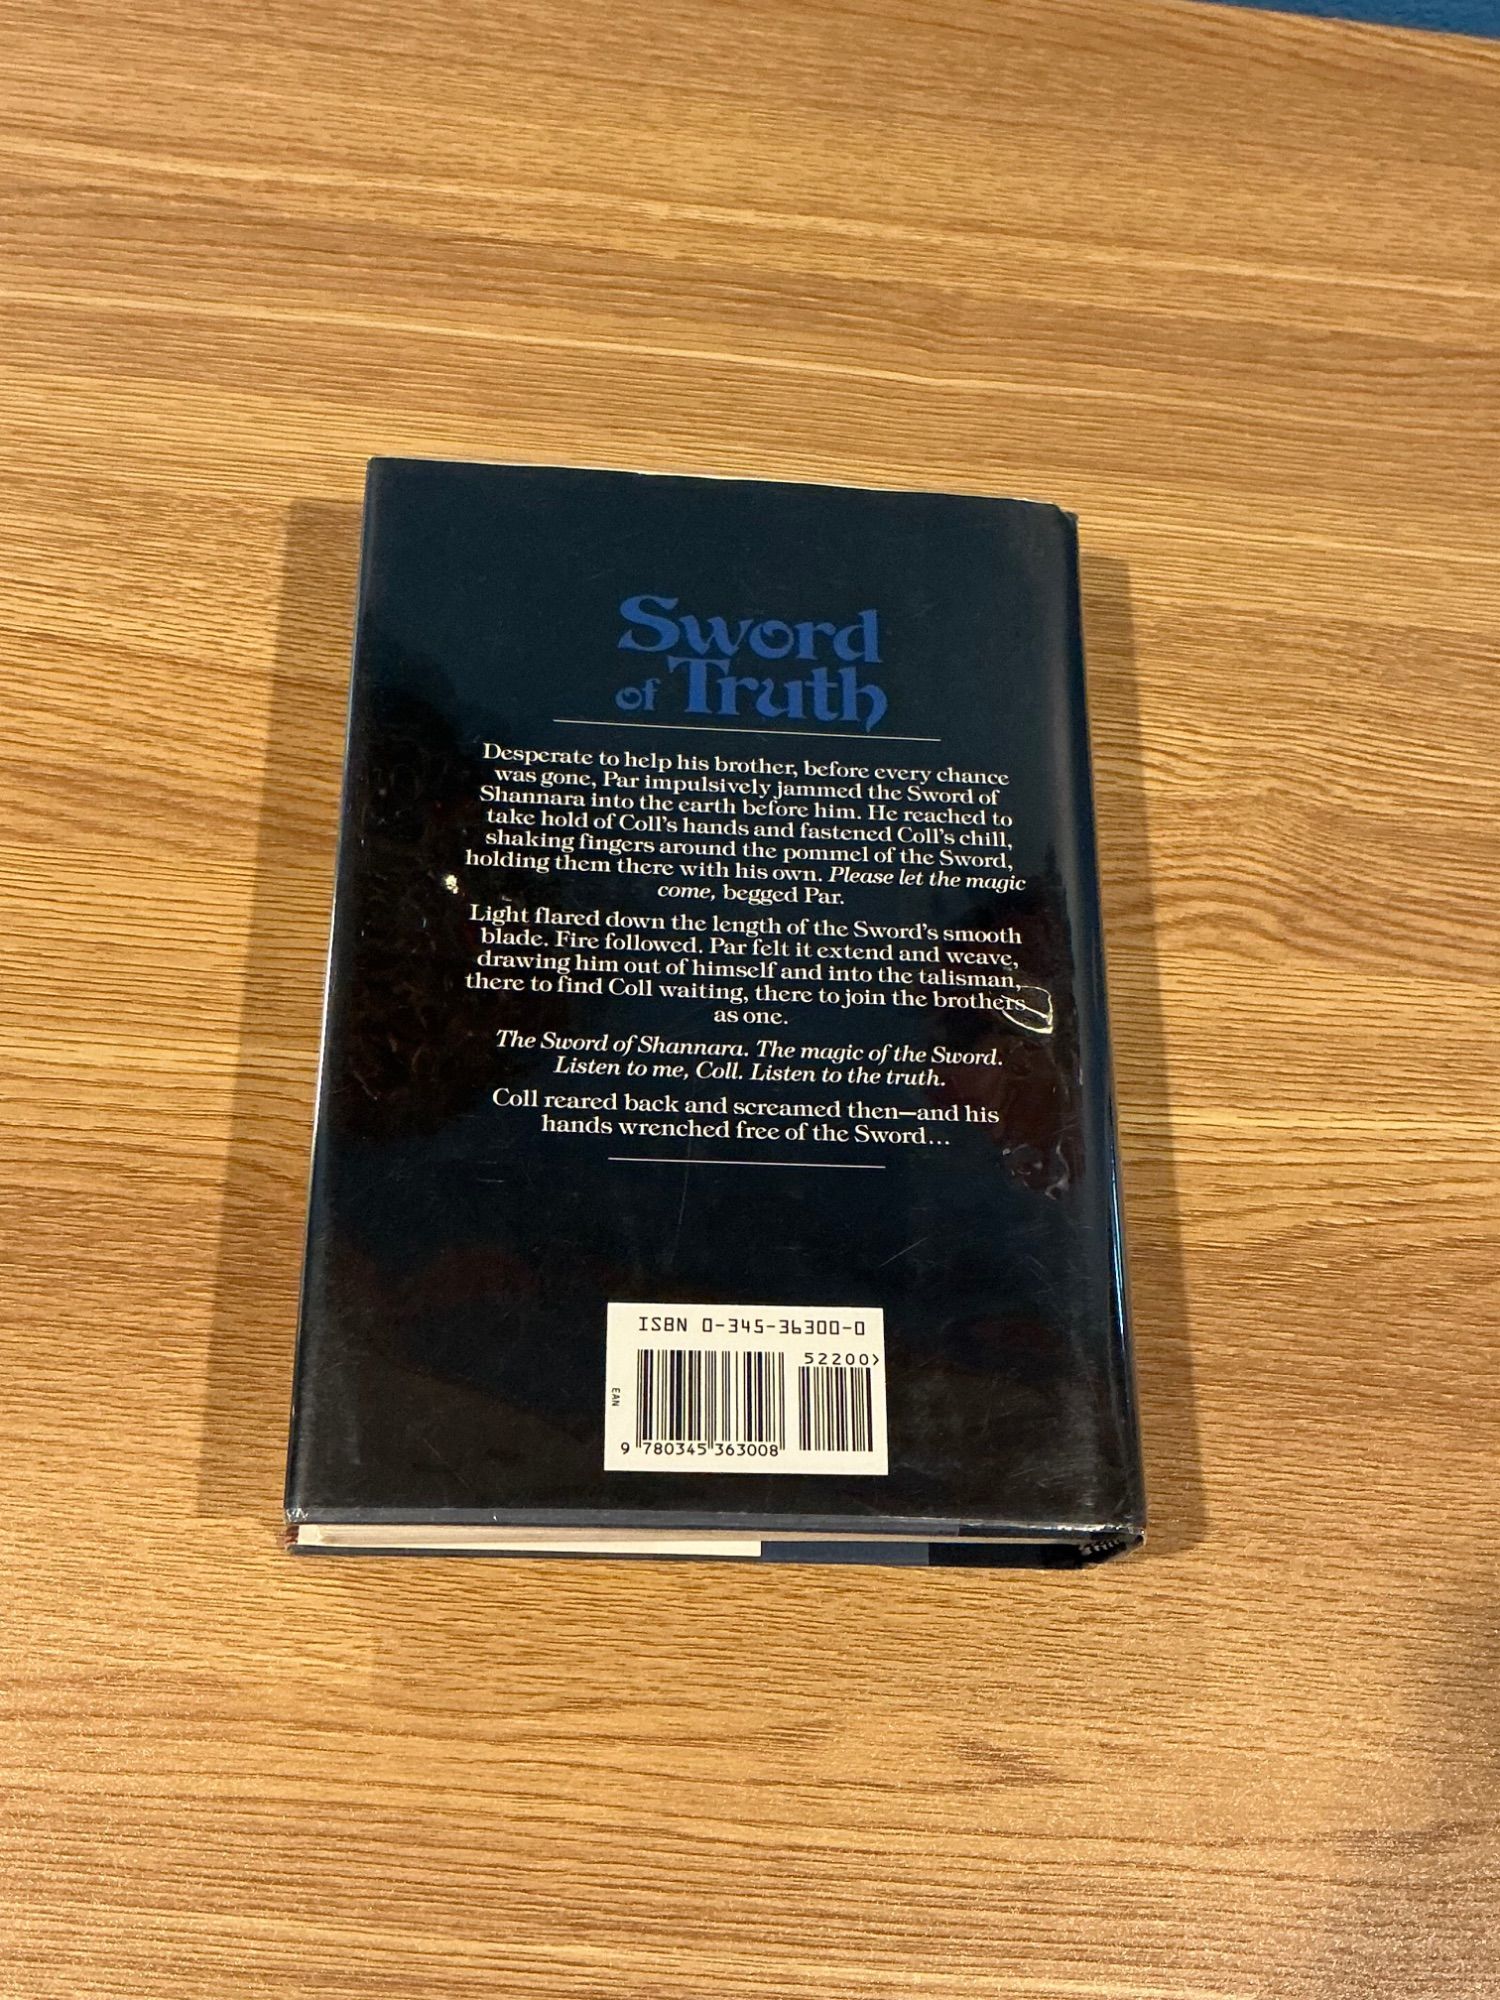 Sword
of Truth
Desperate to help his brother, before every chance
was gone, Par impulsively jammed the Sword of
Shannara into the earth before him. He reached to
take hold of Coll's hands and fastened Coll's chill,
shaking fingers around the pommel of the Sword,
holding them there with his own. Please let the magic
come, begged Par.
Light flared down the length of the Sword's smooth
blade. Fire followed. Par felt it extend and weave,
drawing him out of himself and into the talisman,
there to find Coll waiting, there to join the brothers
as one.
The Sword of Shannara. The magic of the Sword.
Listen to me, Coll. Listen to the truth.
Coll reared back and screamed then—and his
hands wrenched free of the Sword...
ISBN 0-345-36300-0
52200>
EAN
9 780345 363008